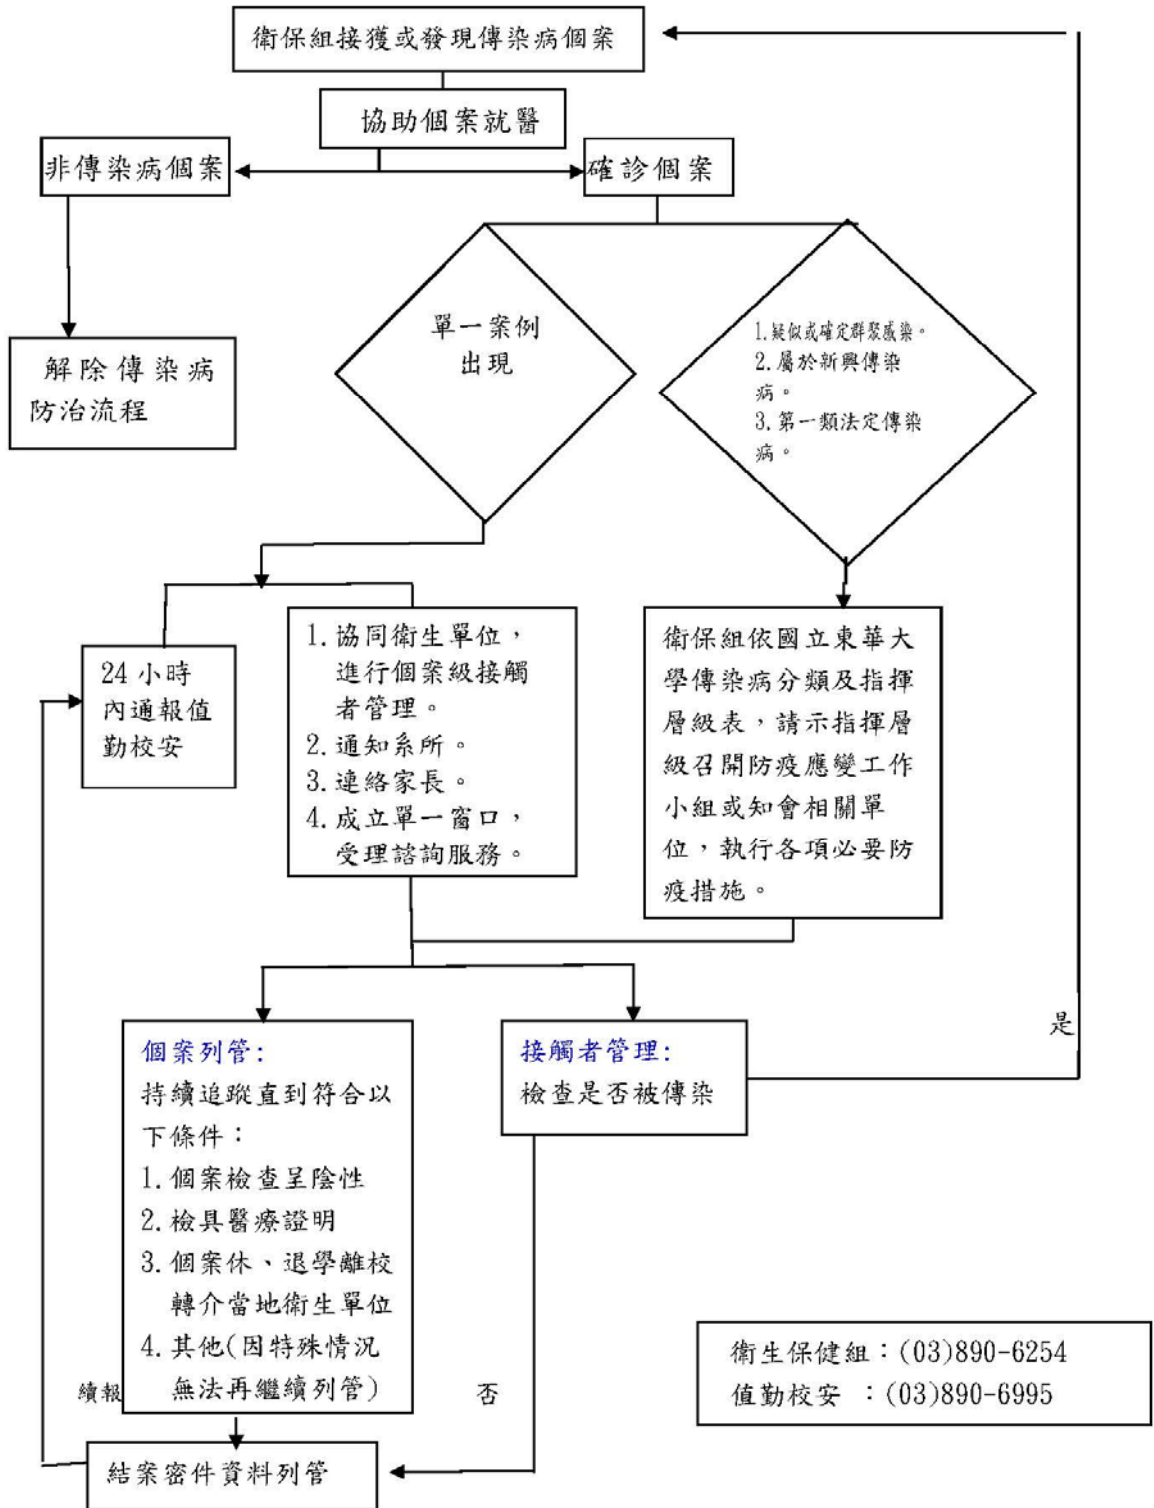 衛保組接獲或發現傳染病個案
協助個案就醫
非傳染病個案
確診個案
單一案例
出現
1.疑似或確定群聚感染。
2.屬於新興傳染
病。
3.第一類法定傳染
病。
解除傳染病
防治流程
24小時
內通報值
勤校安
1.協同衛生單位，
進行個案級接觸
者管理。
2.通知系所。
3.連絡家長。
4.成立單一窗口，
受理諮詢服務。
衛保組依國立東華大
學傳染病分類及指揮
層級表，請示指揮層
級召開防疫應變工作
小組或知會相關單
位，執行各項必要防
疫措施。
是
個案列管:
持續追蹤直到符合以
下條件：
1.個案檢查呈陰性
2.檢具醫療證明
3.個案休、退學離校
轉介當地衛生單位
4.其他(因特殊情況
無法再繼續列管)
接觸者管理:
檢查是否被傳染
續報
否
結案密件資料列管
衛生保健組：(03)890-6254
值勤校安 ：(03)890-6995